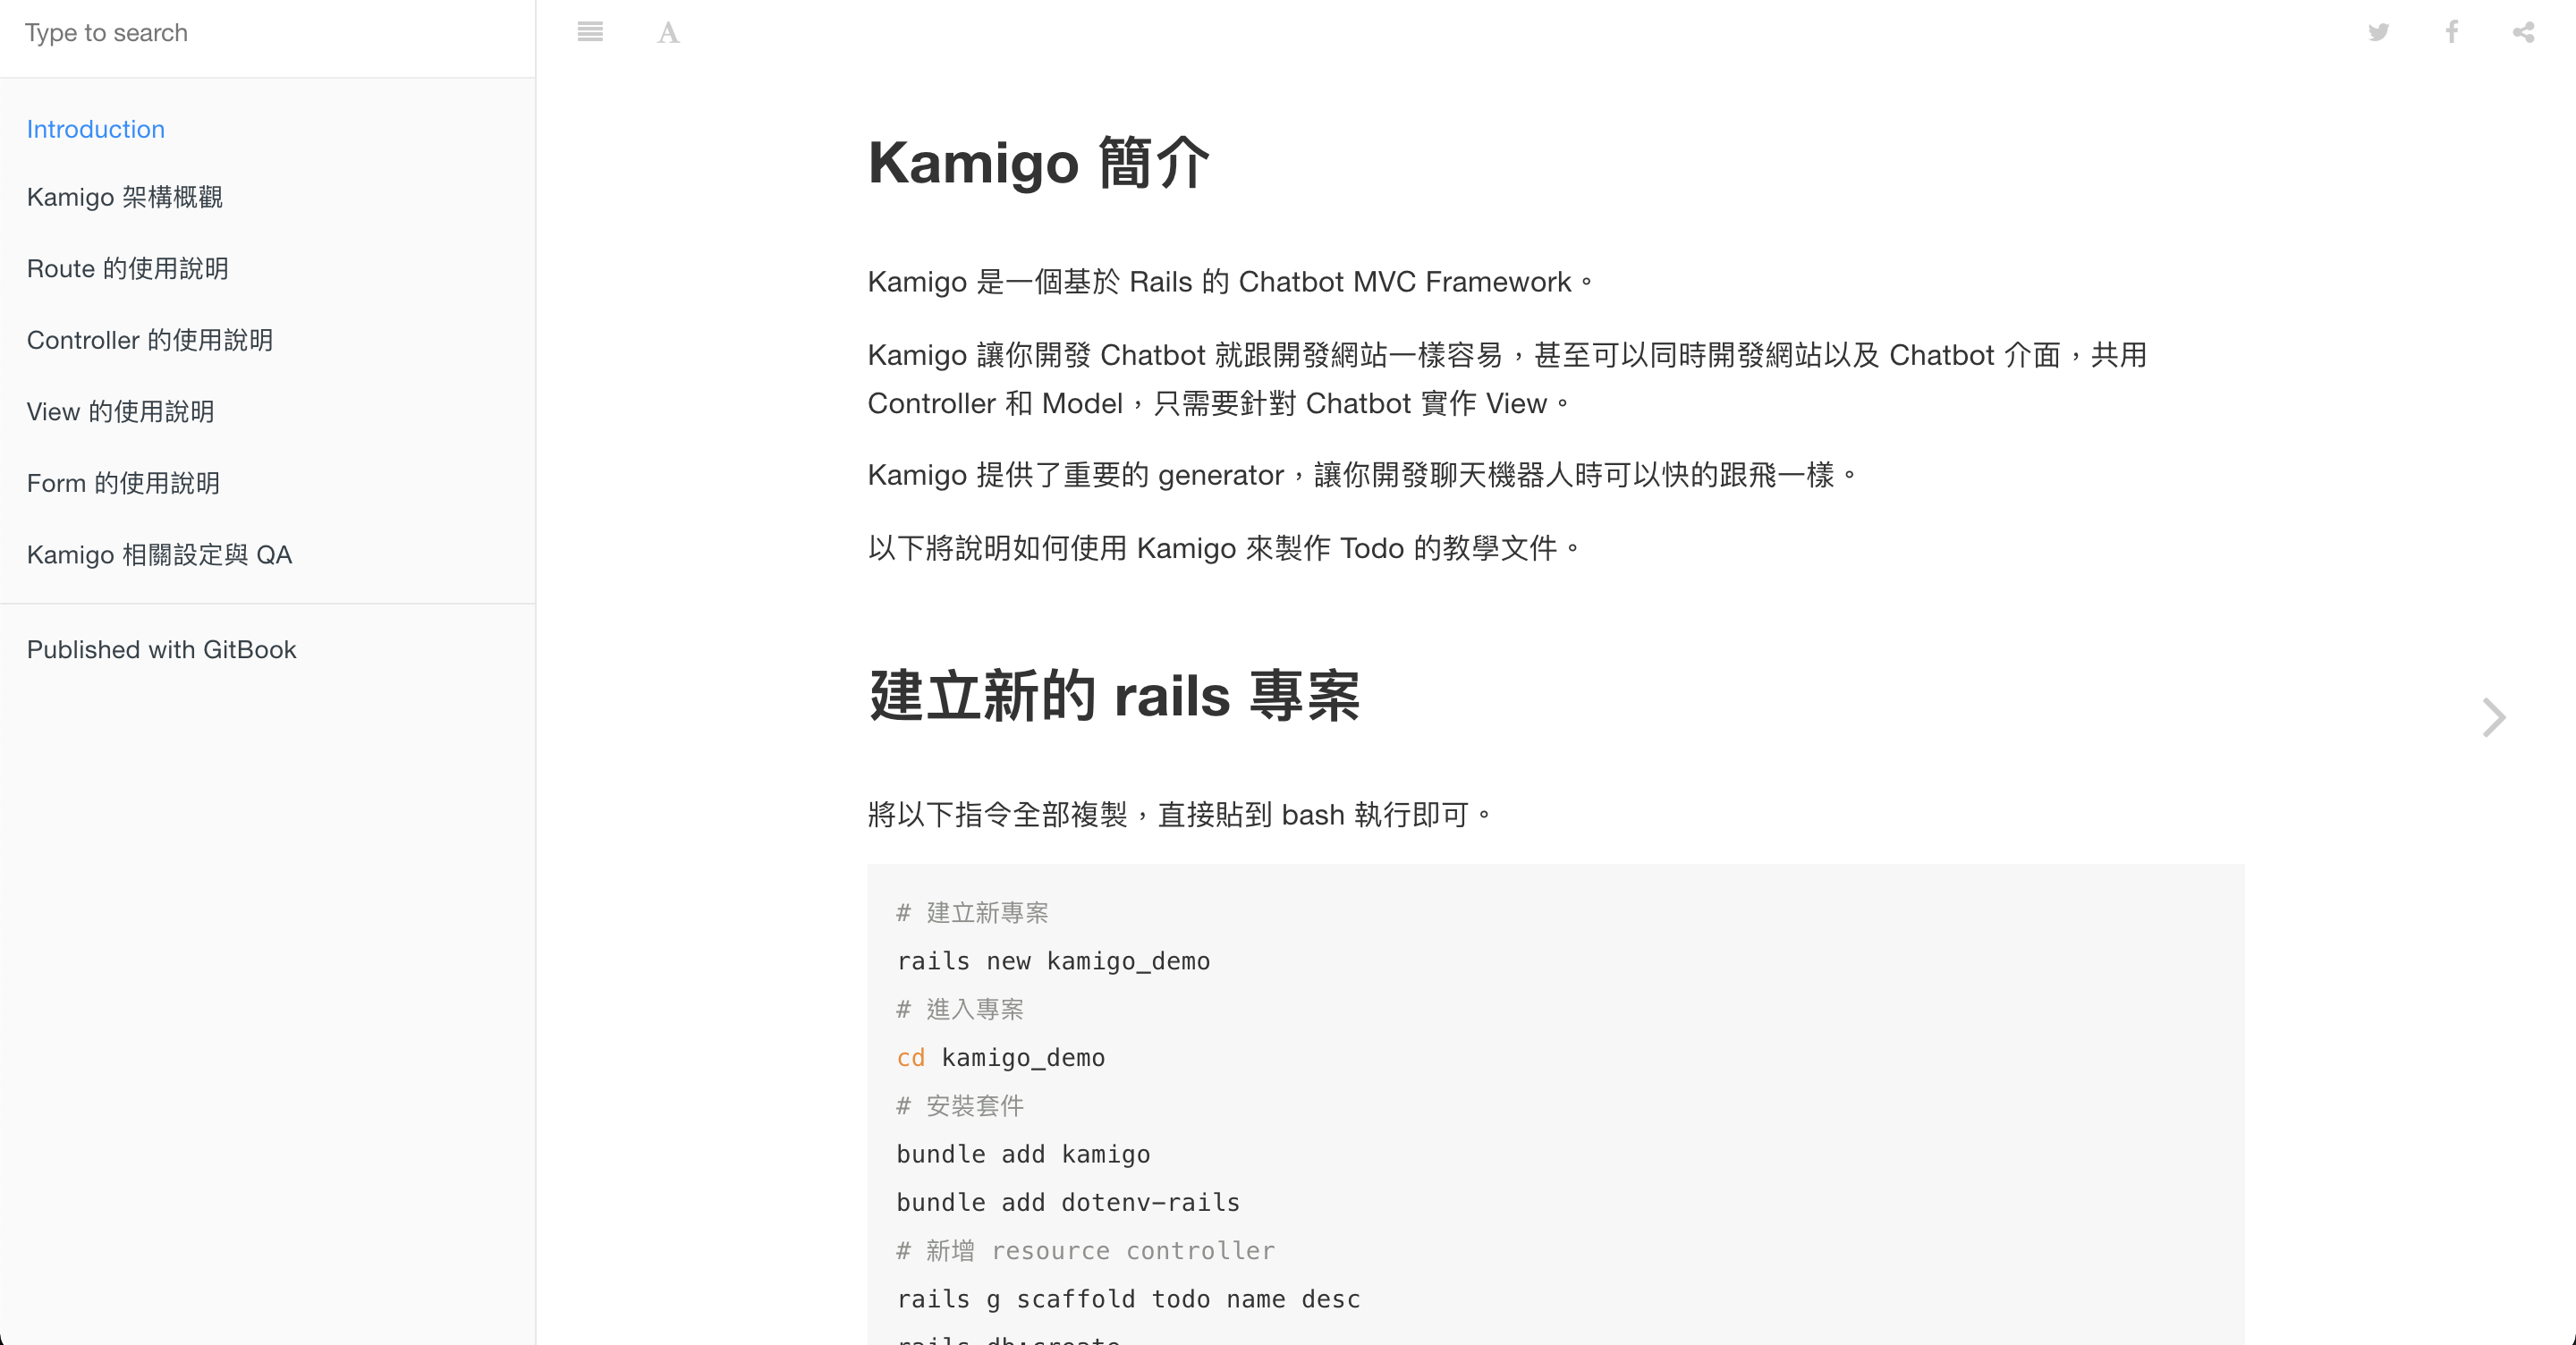 Type to search
Introduction
Kamigo 架構概觀
Route 的使用說明
Controller 的使用說明
View 的使用說明
Form 的使用說明
Kamigo 相關設定與 QA
Published with GitBook
A
Kamigo 簡介
Kamigo 是一個基於 Rails 的 Chatbot MVC Framework。
Kamigo 讓你開發 Chatbot 就跟開發網站一樣容易，甚至可以同時開發網站以及 Chatbot 介面，共用
Controller 和 Model，只需要針對 Chatbot 實作 View。
Kamigo 提供了重要的 generator，讓你開發聊天機器人時可以快的跟飛一樣。
以下將說明如何使用 Kamigo 來製作 Todo 的教學文件。
建立新的 rails 專案
將以下指令全部複製，直接貼到 bash 執行即可。
# 建立新專案
rails new kamigo_demo
# 進入專案
cd kamigo_demo
# 安裝套件
bundle add kamigo
bundle add dotenv-rails
# 新增 resource controller
rails g scaffold todo name desc
rails db:create